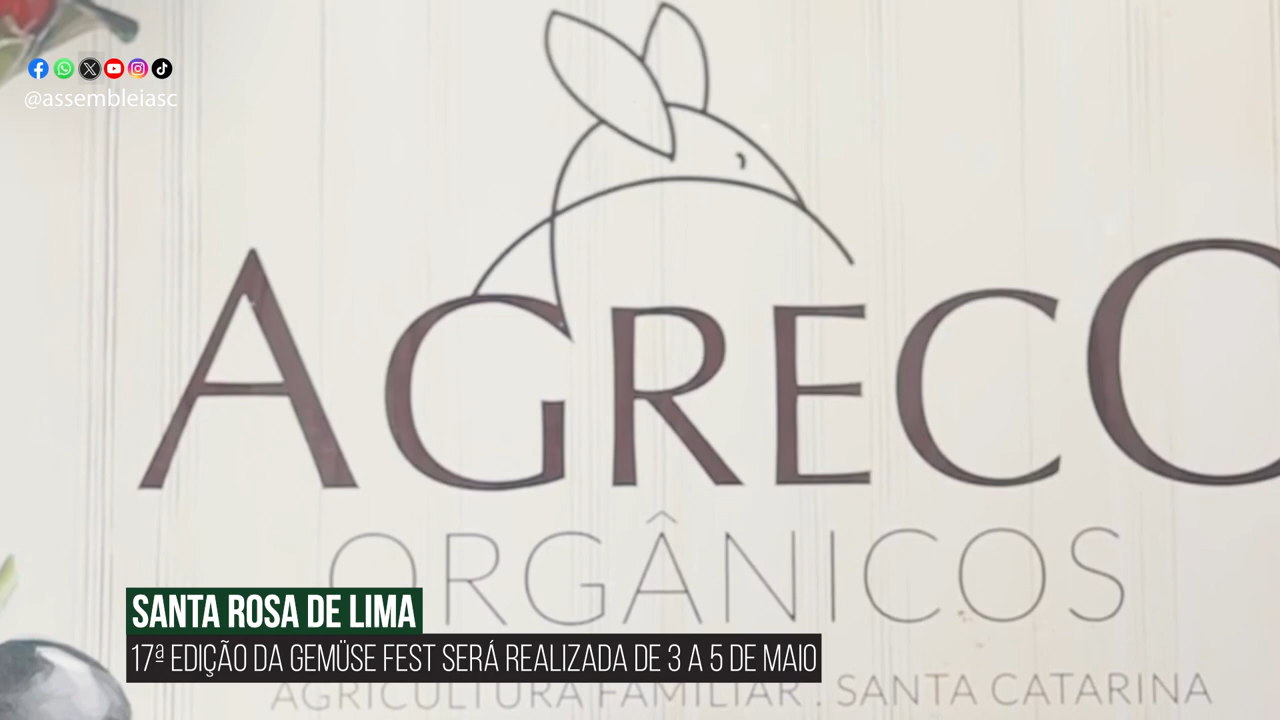 @assembleiasc
AGRECO
ORGÂNICOS
SANTA ROSA DE LIMA
17ª EDIÇÃO DA GEMÜSE FEST SERÁ REALIZADA DE 3 A 5 DE MAIO
AGRICULTURA FAMILIAR . SANTA CATARINA